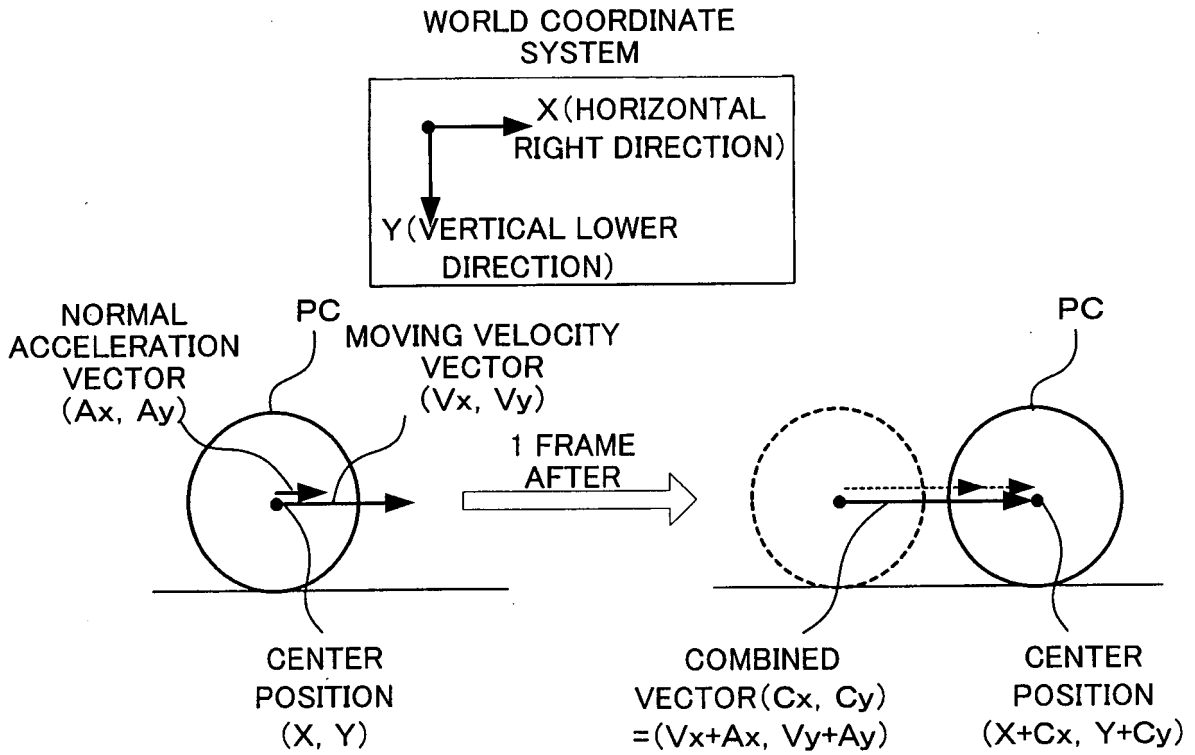 WORLD COORDINATE
SYSTEM
X(HORIZONTAL
RIGHT DIRECTION)
Y(VERTICAL LOWER
DIRECTION)
NORMAL
ACCELERATION
VECTOR
(Ax, Ay)
PC
MOVING VELOCITY
VECTOR
(Vx, Vy)
1 FRAME
AFTER
PC
CENTER
POSITION
(X, Y)
COMBINED
VECTOR(Cx, Cy)
=(Vx+Ax, Vy+Ay)
CENTER
POSITION
(X+Cx, Y+Cy)